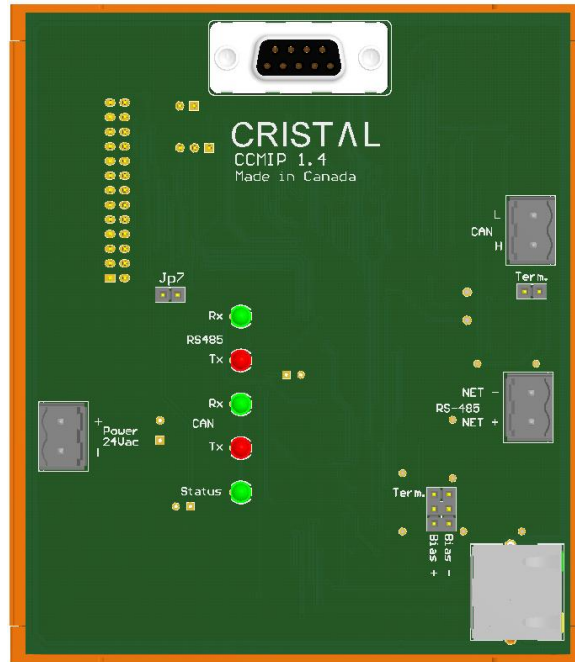 CRISTAL
CCMIP 1.4
Made in Canada
L
CAN
H
Term.
Jp7
Rx
RS485
Tx
Rx
CAN
Tx
Status
+
Power
24Vac
-
NET -
RS-485
NET +
Term.
Bias +
Bias -